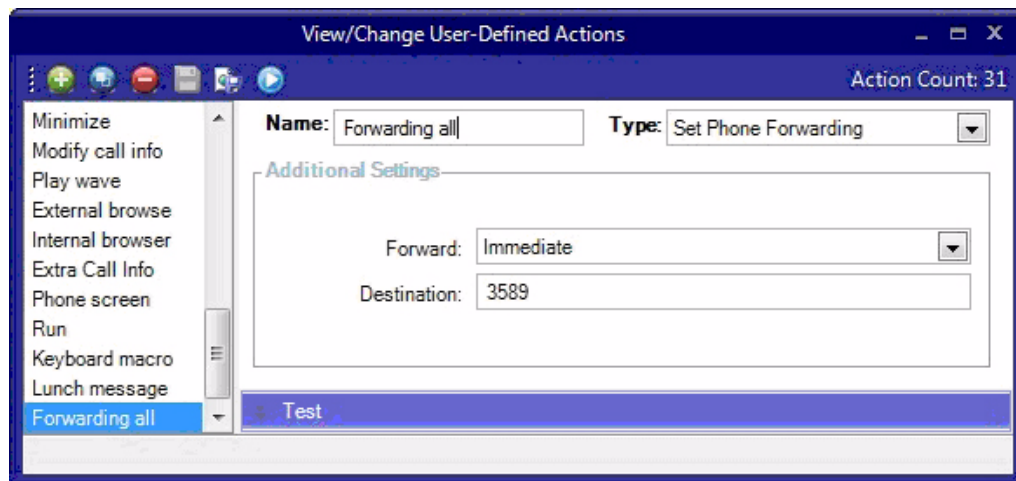 View/Change User-Defined Actions
Action Count: 31
Minimize
Modify call info
Play wave
External browse
Internal browser
Extra Call Info
Phone screen
Run
Keyboard macro
Lunch message
Forwarding all
Name: Forwarding all Type: Set Phone Forwarding
Additional Settings
Forward: Immediate
Destination: 3589
Test